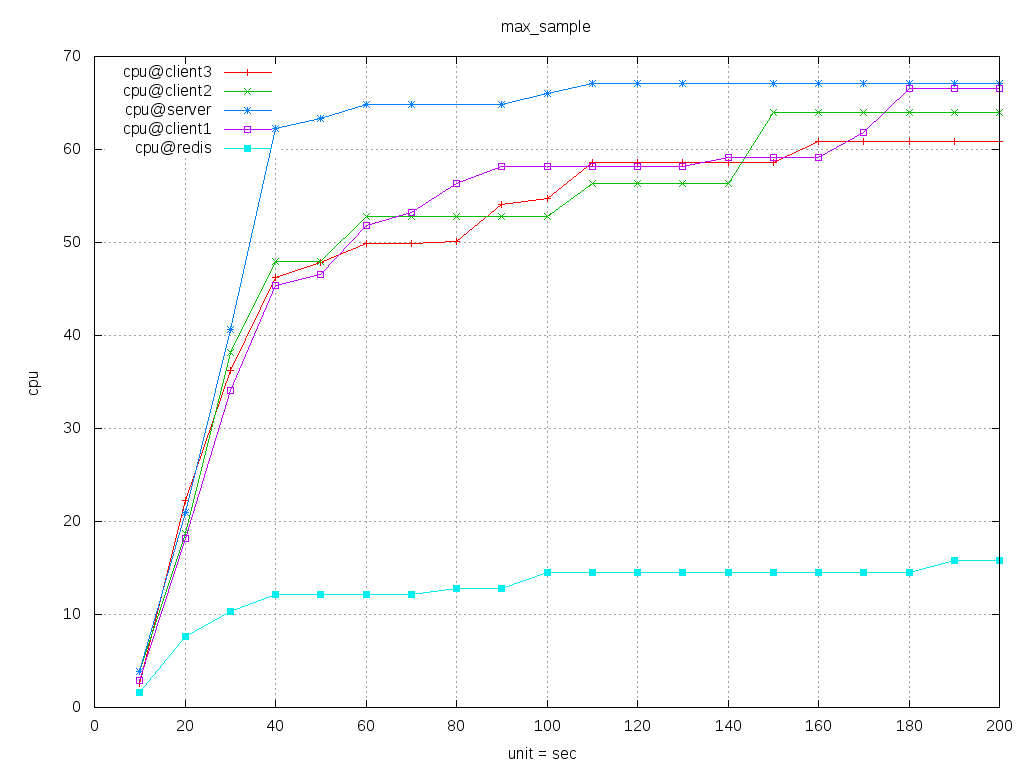 max_sample
70
60
50
40
30
20
10
0
cpu
cpu@client3
cpu@client2
cpu@server
cpu@client1
cpu@redis
0 20 40 60 80 100 120 140 160 180 200
unit = sec